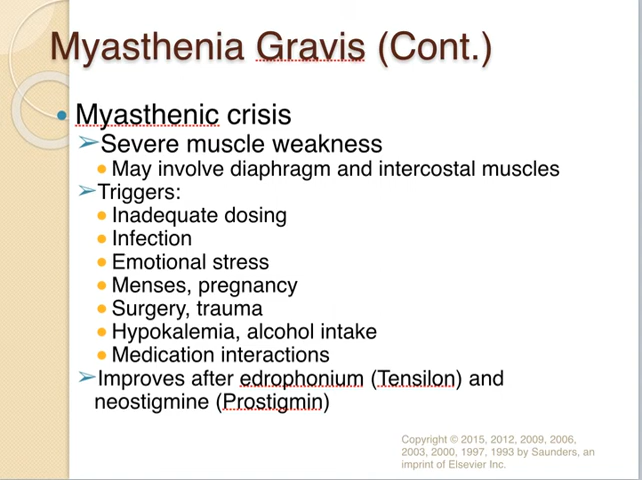 Myasthenia Gravis (Cont.)
Myasthenic crisis
Severe muscle weakness
May involve diaphragm and intercostal muscles
Triggers:
Inadequate dosing
Infection
Emotional stress
Menses, pregnancy
Surgery, trauma
Hypokalemia, alcohol intake
Medication interactions
Improves after edrophonium (Tensilon) and
neostigmine (Prostigmin)
Copyright © 2015, 2012, 2009, 2006,
2003, 2000, 1997, 1993 by Saunders, an
imprint of Elsevier Inc.